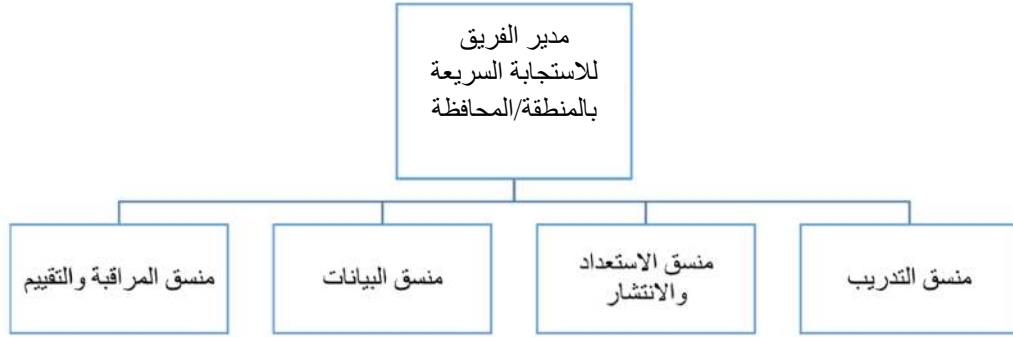 مدير الفريق
للاستجابة السريعة
بالمنطقة/المحافظة
منسق التدريب
منسق الاستعداد
والانتشار
منسق البيانات
منسق المراقبة والتقييم